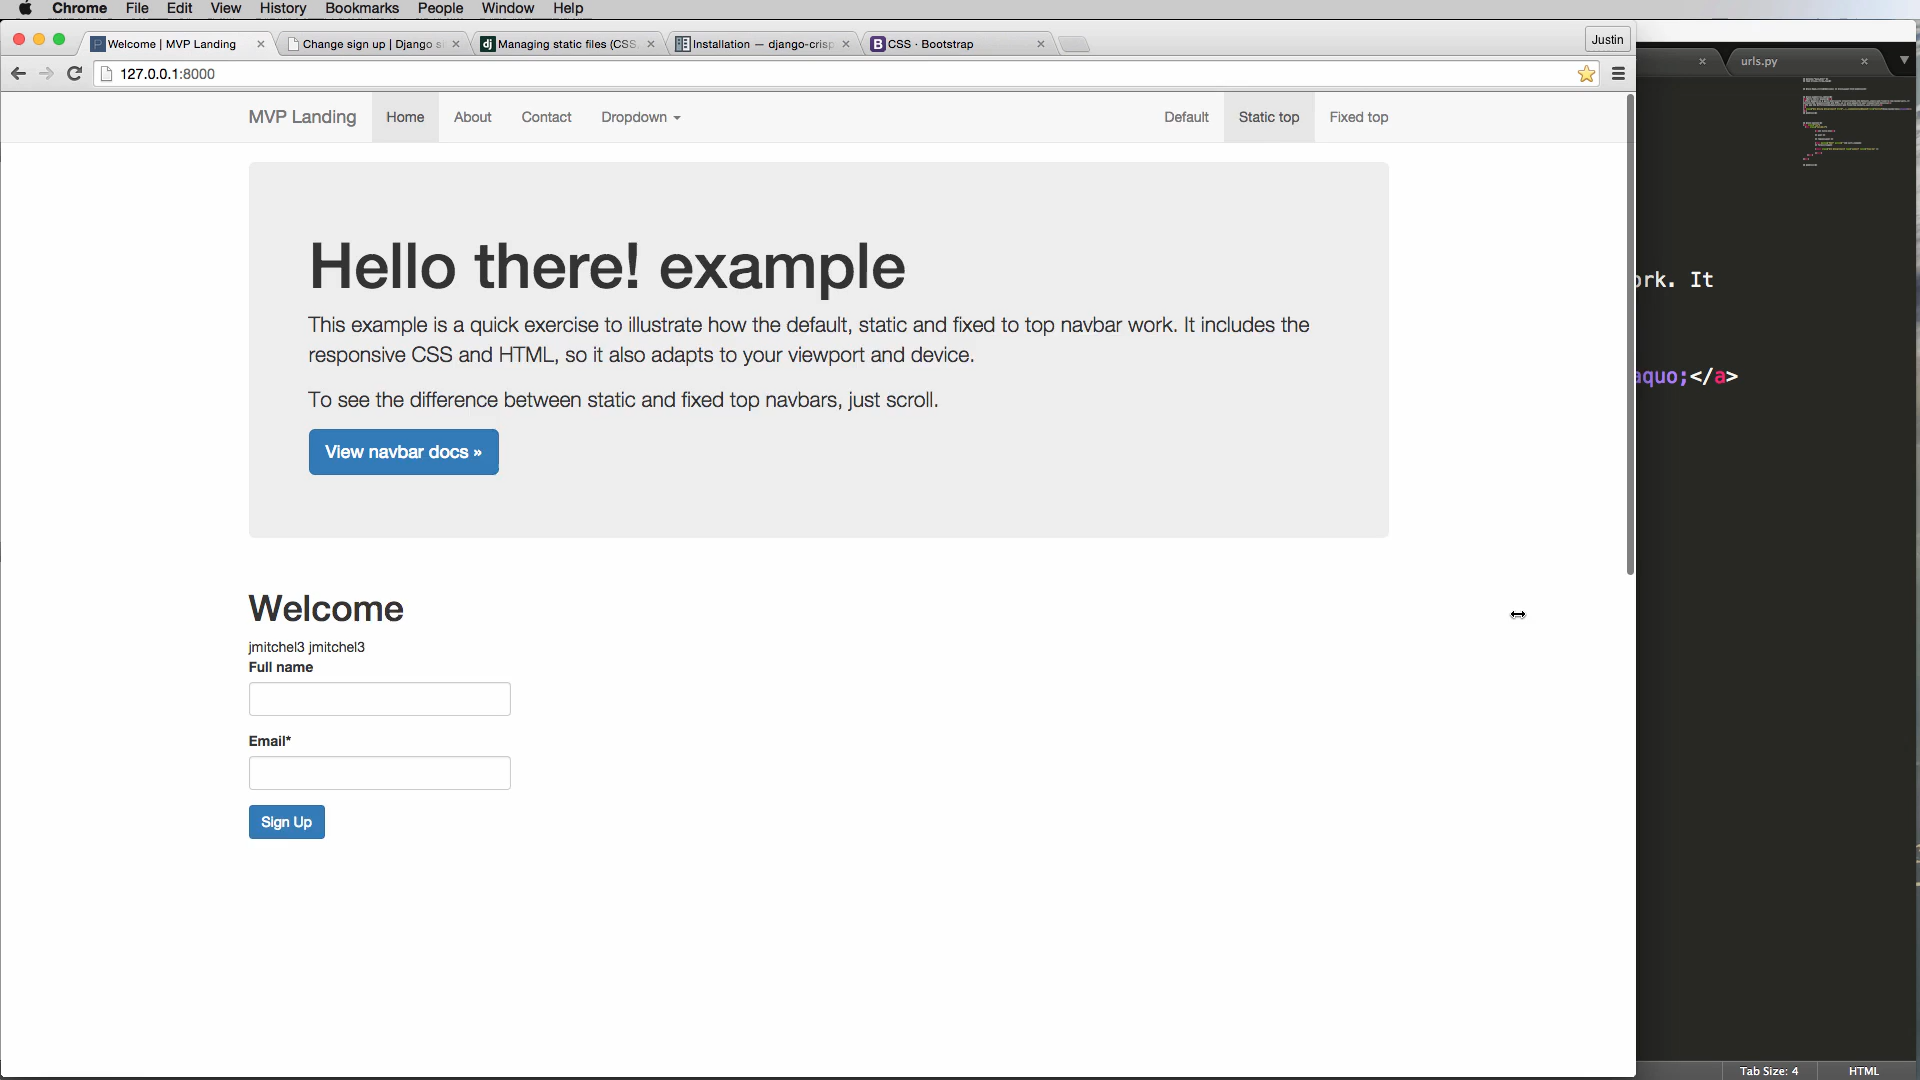 Chrome File Edit View History Bookmarks People Window Help
Welcome | MVP Landing
Change sign up | Django s
Managing static files (CSS,
Installation — django-crisp
CSS · Bootstrap
Justin
127.0.0.1:8000
urls.py
MVP Landing Home About Contact Dropdown Default Static top Fixed top
Hello there! example
This example is a quick exercise to illustrate how the default, static and fixed to top navbar work. It includes the
responsive CSS and HTML, so it also adapts to your viewport and device.
To see the difference between static and fixed top navbars, just scroll.
View navbar docs »
ork. It
aquo;</a>
Welcome
jmitchel3 jmitchel3
Full name
Email*
Sign Up
Tab Size: 4 HTML